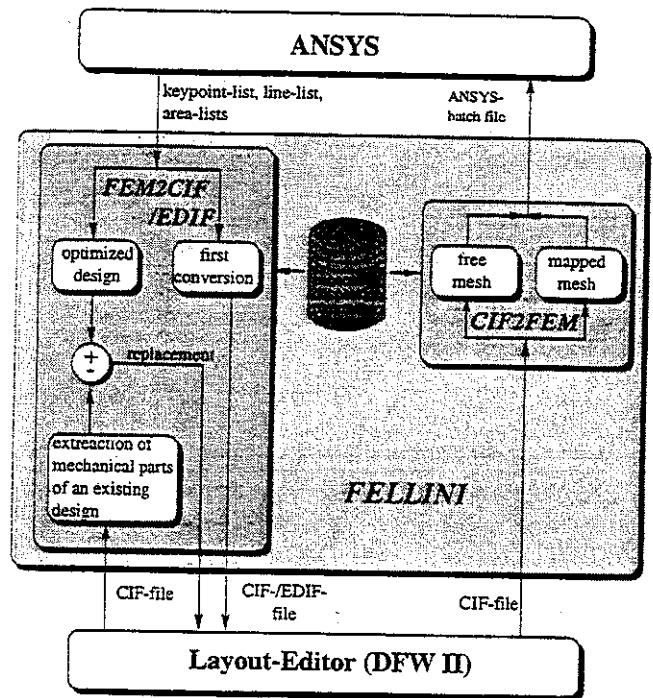 ANSYS
keypoint-list, line-list,
area-lists
ANSYS-
batch file
FEM2CIF
/EDIF
optimized
design
first
conversion
free
mesh
mapped
mesh
CIF2FEM
+
-
replacement
extreaction of
mechanical parts
of an existing
design
FELLINI
CIF-file
CIF-/EDIF-
file
CIF-file
Layout-Editor (DFW II)